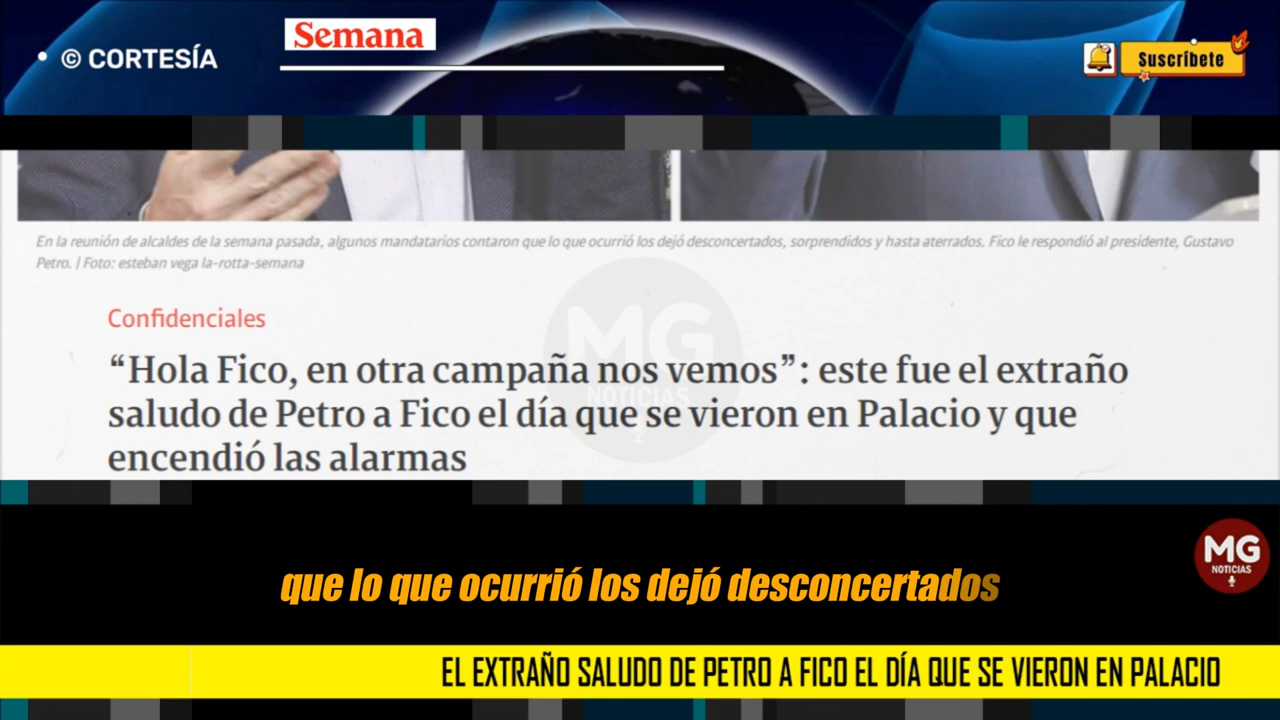 © CORTESÍA
Semana
Suscríbete
En la reunión de alcaldes de la semana pasada, algunos mandatarios contaron que lo que ocurrió los dejó desconcertados, sorprendidos y hasta aterrados. Fico le respondió al presidente, Gustavo
Petro. | Foto: esteban vega la-rotta-semana
Confidenciales
“Hola Fico, en otra campaña nos vemos”: este fue el extraño
saludo de Petro a Fico el día que se vieron en Palacio y que
encendió las alarmas
MG
NOTICIAS
que lo que ocurrió los dejó desconcertados
MG
NOTICIAS
EL EXTRAÑO SALUDO DE PETRO A FICO EL DÍA QUE SE VIERON EN PALACIO